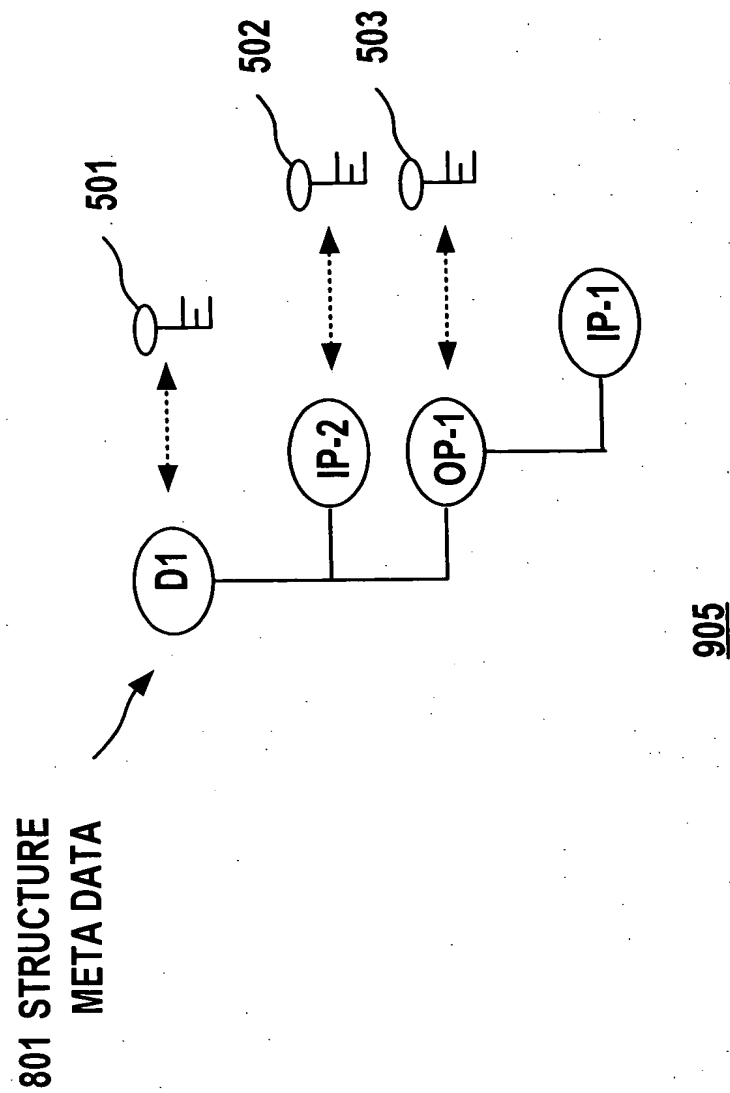 801 STRUCTURE
META DATA
D1
501
IP-2
502
OP-1
503
IP-1
905